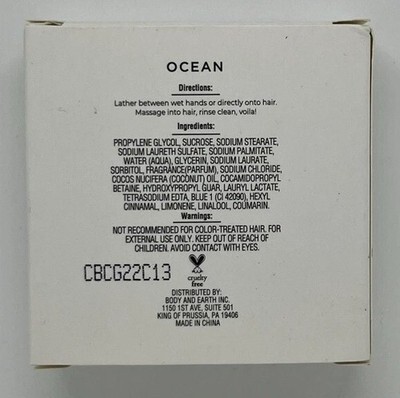 OCEAN
Directions:
Lather between wet hands or directly onto hair.
Massage into hair, rinse clean, voila!
Ingredients:
PROPYLENE GLYCOL, SUCROSE, SODIUM STEARATE,
SODIUM LAURETH SULFATE, SODIUM PALMITATE,
WATER (AQUA), GLYCERIN, SODIUM LAURATE,
SORBITOL, FRAGRANCE(PARFUM), SODIUM CHLORIDE,
COCOS NUCIFERA (COCONUT) OIL, COCAMIDOPROPYL
BETAINE, HYDROXYPROPYL GUAR, LAURYL LACTATE,
TETRASODIUM EDTA, BLUE 1 (CI 42090), HEXYL
CINNAMAL, LIMONENE, LINALOOL, COUMARIN.
Warnings:
NOT RECOMMENDED FOR COLOR-TREATED HAIR. FOR
EXTERNAL USE ONLY. KEEP OUT OF REACH OF
CHILDREN. AVOID CONTACT WITH EYES.
CBCG22C13
cruelty
free
DISTRIBUTED BY:
BODY AND EARTH INC.
1150 1ST AVE, SUITE 501
KING OF PRUSSIA, PA 19406
MADE IN CHINA